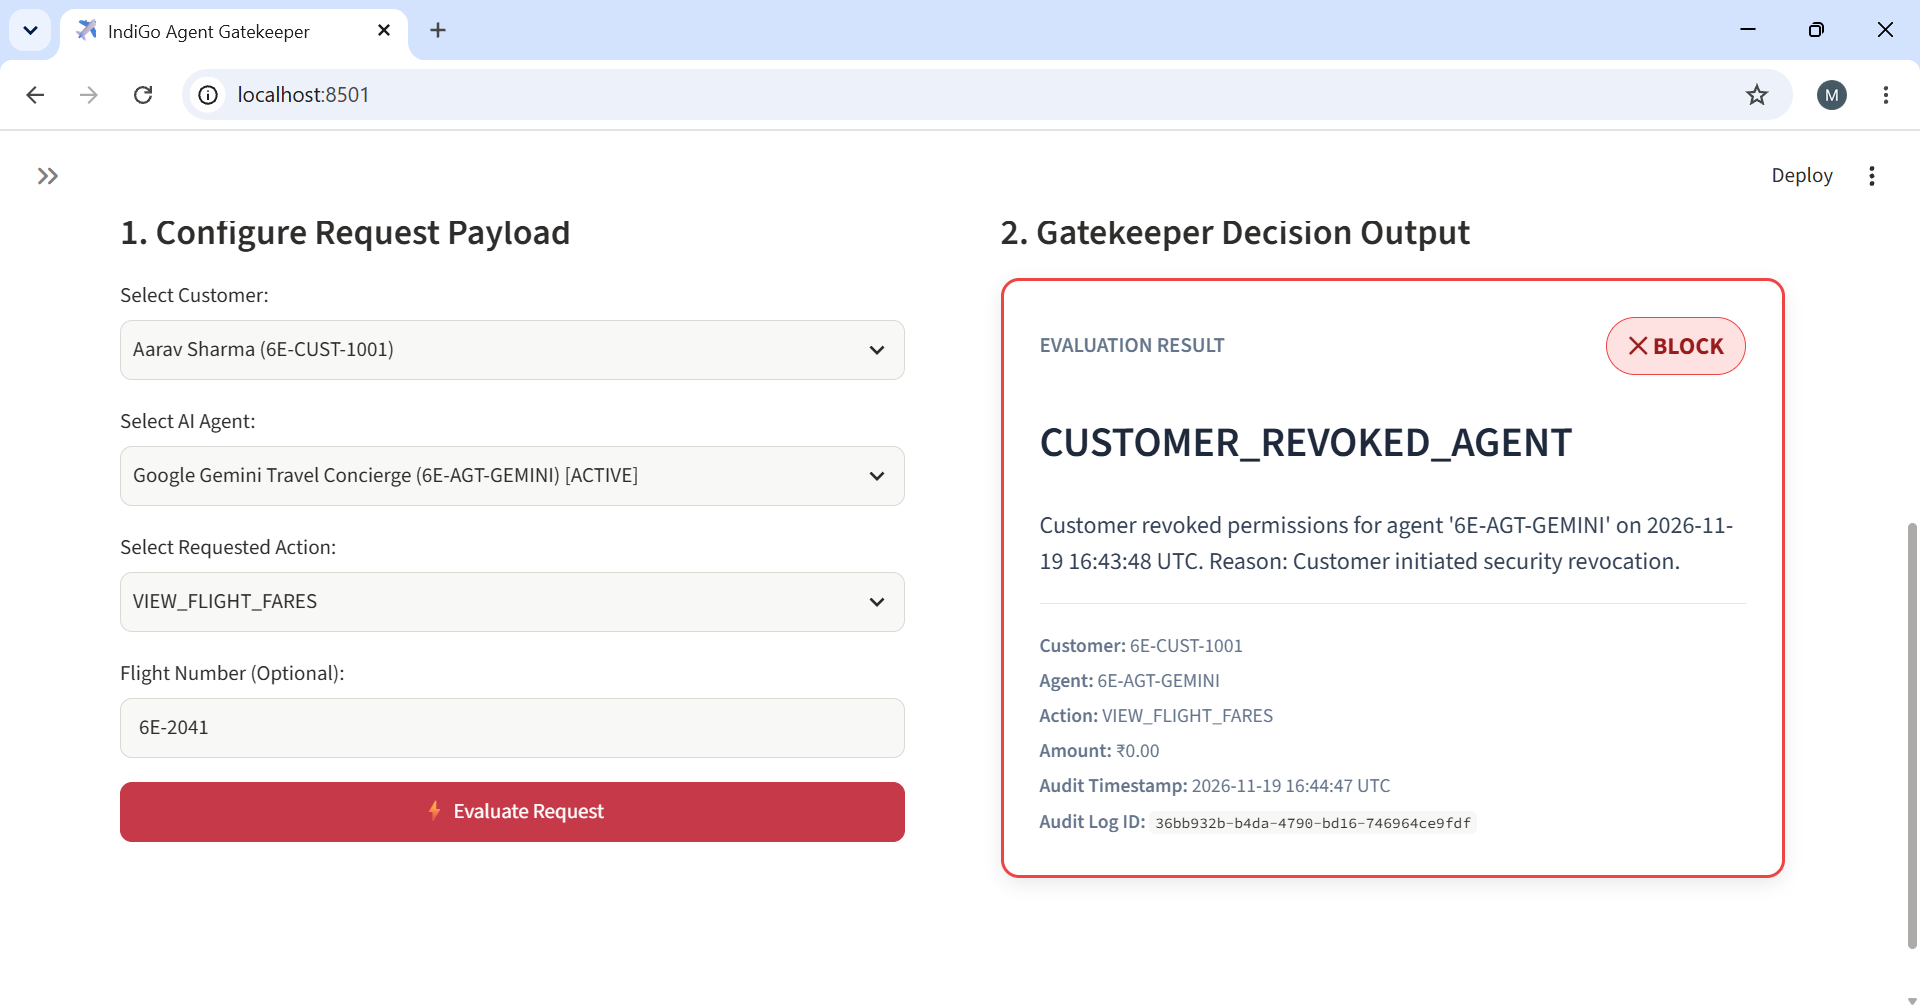 IndiGo Agent Gatekeeper
localhost:8501
M
Deploy
1. Configure Request Payload
Select Customer:
Aarav Sharma (6E-CUST-1001)
Select AI Agent:
Google Gemini Travel Concierge (6E-AGT-GEMINI) [ACTIVE]
Select Requested Action:
VIEW_FLIGHT_FARES
Flight Number (Optional):
6E-2041
Evaluate Request
2. Gatekeeper Decision Output
EVALUATION RESULT
BLOCK
CUSTOMER_REVOKED_AGENT
Customer revoked permissions for agent '6E-AGT-GEMINI' on 2026-11-
19 16:43:48 UTC. Reason: Customer initiated security revocation.
Customer: 6E-CUST-1001
Agent: 6E-AGT-GEMINI
Action: VIEW_FLIGHT_FARES
Amount: ₹0.00
Audit Timestamp: 2026-11-19 16:44:47 UTC
Audit Log ID: 36bb932b-b4da-4790-bd16-746964ce9fdf